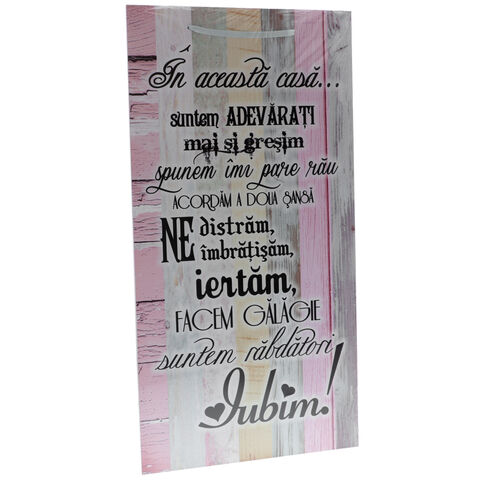 În această casă...
suntem ADEVĂRAȚI
mai și greșim
spunem îmi pare rău
ACORDĂM A DOUA ȘANSĂ
NE distrăm,
îmbrățișăm,
iertăm,
FACEM GĂLĂGIE
suntem răbdători
Iubim!